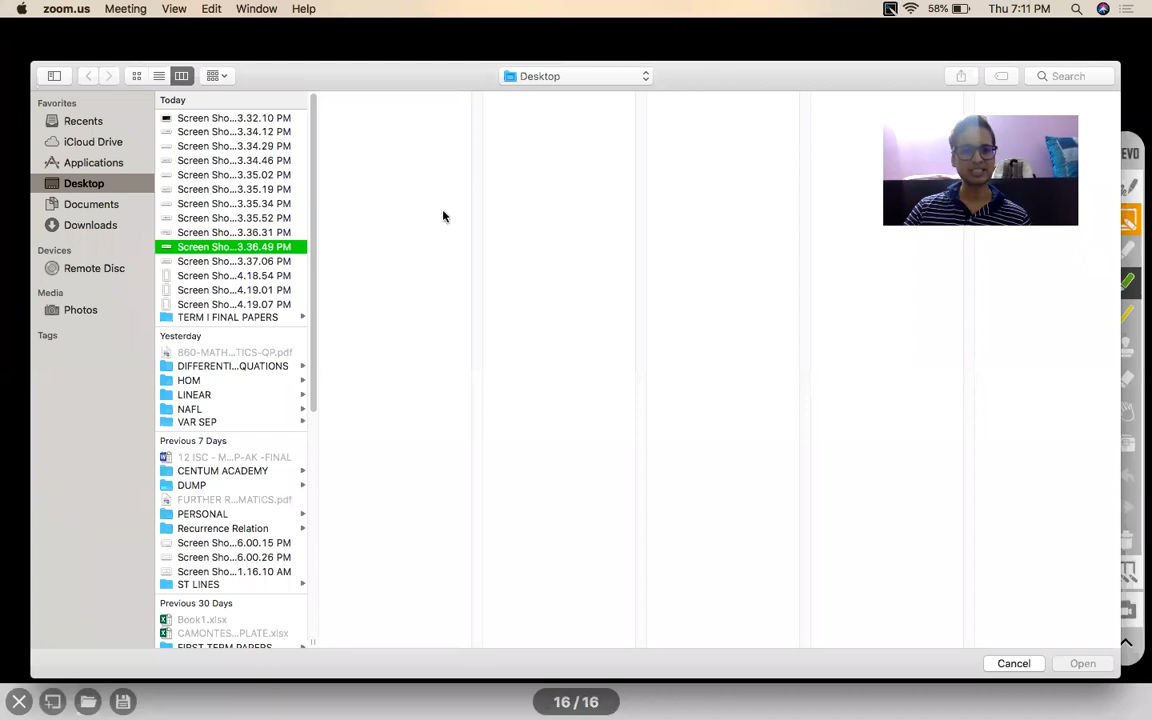 zoom.us Meeting View Edit Window Help 58% Thu 7:11 PM
Desktop
Search
Favorites
Recents
iCloud Drive
Applications
Desktop
Documents
Downloads
Devices
Remote Disc
Media
Photos
Tags
Today
Screen Sho...3.32.10 PM
Screen Sho...3.34.12 PM
Screen Sho...3.34.29 PM
Screen Sho...3.34.46 PM
Screen Sho...3.35.02 PM
Screen Sho...3.35.19 PM
Screen Sho...3.35.34 PM
Screen Sho...3.35.52 PM
Screen Sho...3.36.31 PM
Screen Sho...3.36.49 PM
Screen Sho...3.37.06 PM
Screen Sho...4.18.54 PM
Screen Sho...4.19.01 PM
Screen Sho...4.19.07 PM
TERM I FINAL PAPERS
Yesterday
860-MATH...TICS-QP.pdf
DIFFERENTI...QUATIONS
HOM
LINEAR
NAFL
VAR SEP
Previous 7 Days
12 ISC - M...P-AK -FINAL
CENTUM ACADEMY
DUMP
FURTHER R...MATICS.pdf
PERSONAL
Recurrence Relation
Screen Sho...6.00.15 PM
Screen Sho...6.00.26 PM
Screen Sho...1.16.10 AM
ST LINES
Previous 30 Days
Book1.xlsx
CAMONTES...PLATE.xlsx
FIRST TERM PAPERS
EVO
Cancel
Open
16 / 16